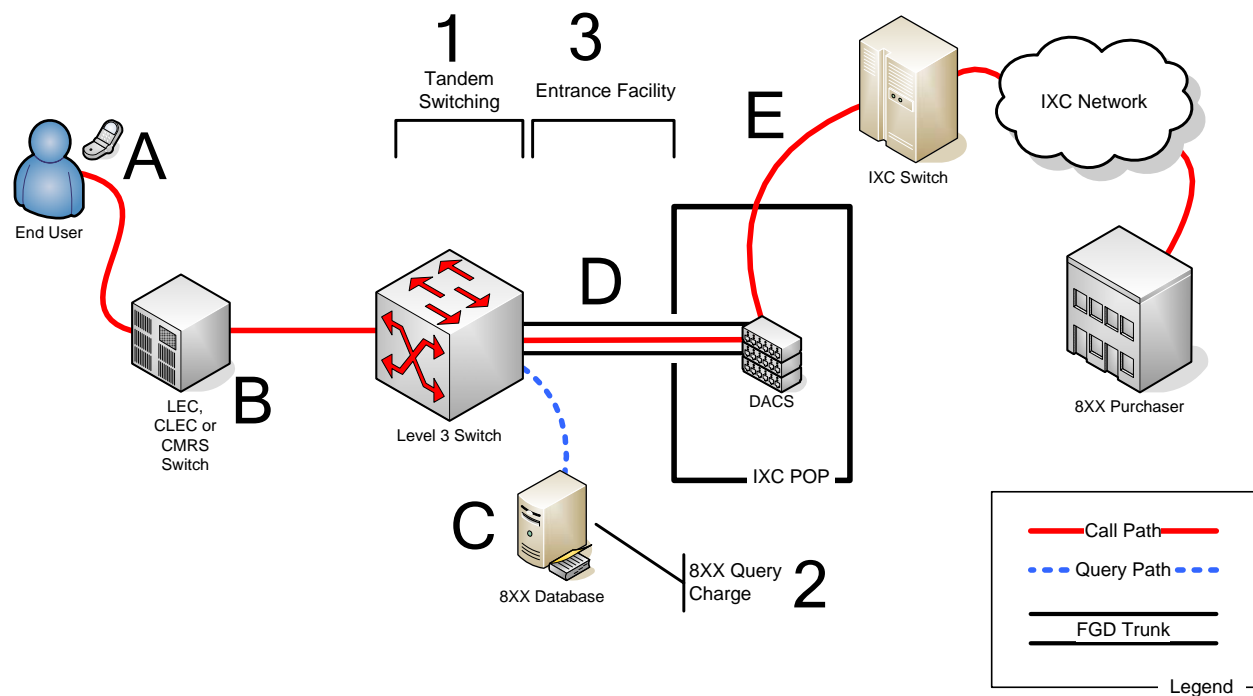 1
Tandem
Switching
3
Entrance Facility
A
End User
E
IXC Switch
IXC Network
8XX Purchaser
B
LEC,
CLEC or
CMRS
Switch
Level 3 Switch
D
DACS
IXC POP
C
8XX Database
8XX Query
Charge
2
Call Path
Query Path
FGD Trunk
Legend